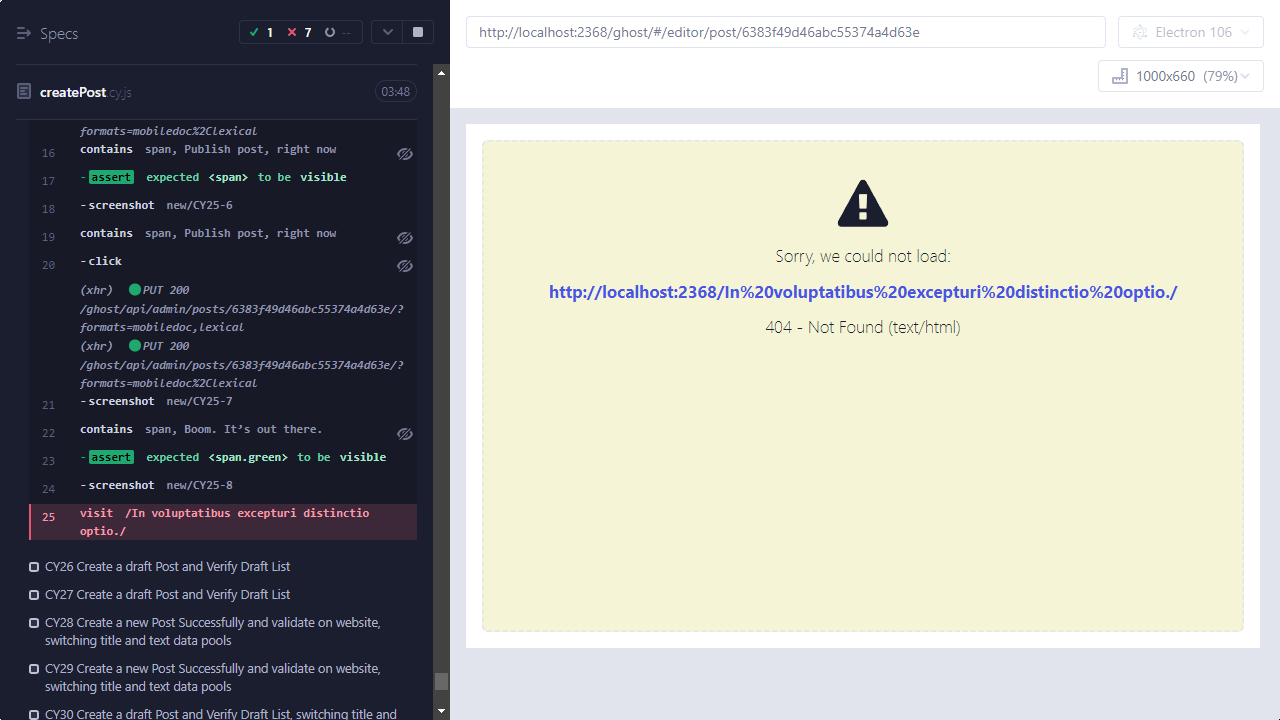 Specs
1
7
--
createPost.cy.js
03:48
formates=mobiledoc%2Clexical
16 contains span, Publish post, right now
17 -assert expected <span> to be visible
18 -screenshot new/CY25-6
19 contains span, Publish post, right now
20 -click
(xhr) PUT 200
/ghost/api/admin/posts/6383f49d46abc55374a4d63e/?
formats=mobiledoc,lexical
(xhr) PUT 200
/ghost/api/admin/posts/6383f49d46abc55374a4d63e/?
formats=mobiledoc%2Clexical
21 -screenshot new/CY25-7
22 contains span, Boom. It’s out there.
23 -assert expected <span.green> to be visible
24 -screenshot new/CY25-8
25 visit /In voluptatibus excepturi distinctio
optio./
CY26 Create a draft Post and Verify Draft List
CY27 Create a draft Post and Verify Draft List
CY28 Create a new Post Successfully and validate on website,
switching title and text data pools
CY29 Create a new Post Successfully and validate on website,
switching title and text data pools
CY30 Create a draft Post and Verify Draft List, switching title and
http://localhost:2368/ghost/#/editor/post/6383f49d46abc55374a4d63e
Electron 106
1000x660 (79%)
Sorry, we could not load:
http://localhost:2368/In%20voluptatibus%20excepturi%20distinctio%20optio./
404 - Not Found (text/html)